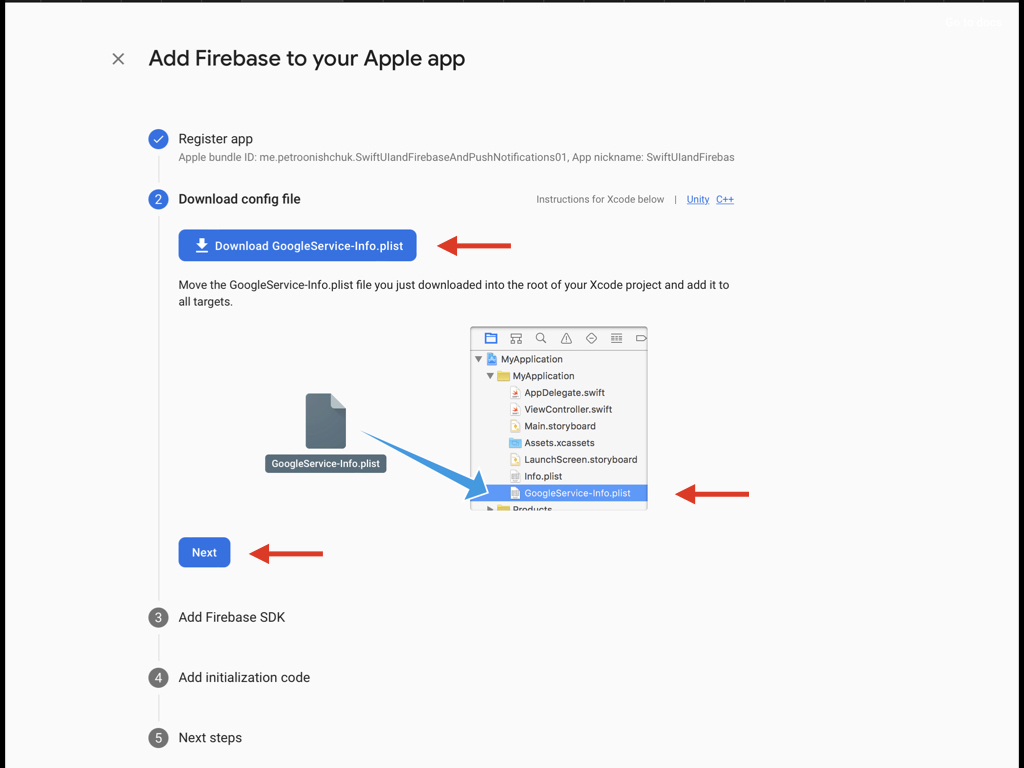 Go to docs
Add Firebase to your Apple app
Register app
Apple bundle ID: me.petroonishchuk.SwiftUIandFirebaseAndPushNotifications01, App nickname: SwiftUIandFirebas
2 Download config file
Instructions for Xcode below | Unity C++
Download GoogleService-Info.plist
Move the GoogleService-Info.plist file you just downloaded into the root of your Xcode project and add it to
all targets.
MyApplication
MyApplication
AppDelegate.swift
ViewController.swift
Main.storyboard
Assets.xcassets
LaunchScreen.storyboard
Info.plist
GoogleService-Info.plist
Products
GoogleService-Info.plist
Next
3 Add Firebase SDK
4 Add initialization code
5 Next steps